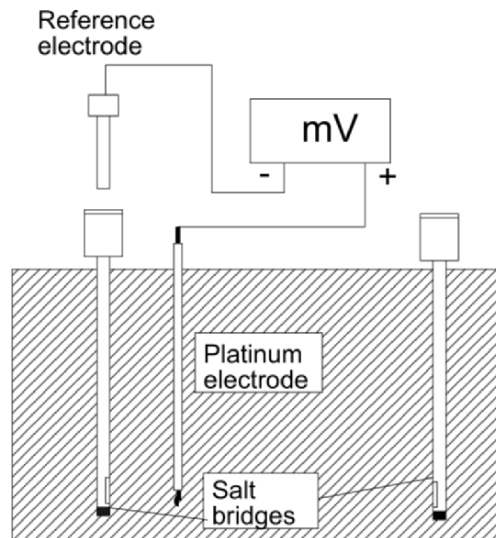 Reference
electrode
mV
- +
Platinum
electrode
Salt
bridges